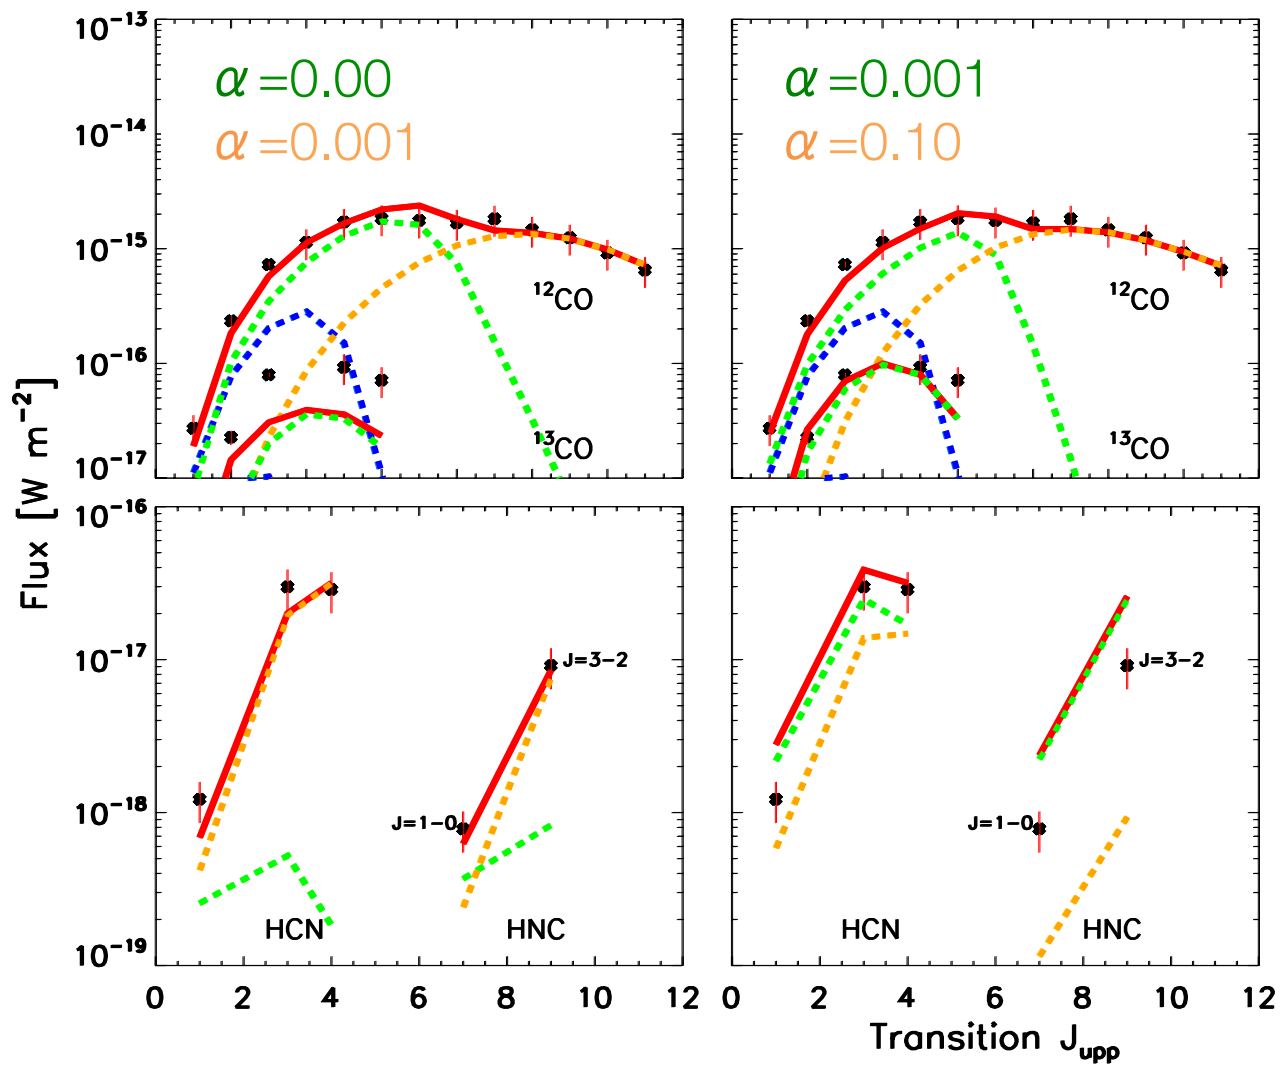 10⁻¹³
10⁻¹⁴
10⁻¹⁵
10⁻¹⁶
10⁻¹⁷
α=0.00
α=0.001
¹²CO
¹³CO
α=0.001
α=0.10
¹²CO
¹³CO
Flux [W m⁻²]
10⁻¹⁶
10⁻¹⁷
10⁻¹⁸
10⁻¹⁹
J=3−2
J=1−0
HCN
HNC
J=3−2
J=1−0
HCN
HNC
0 2 4 6 8 10 12
0 2 4 6 8 10 12
Transition J_upp